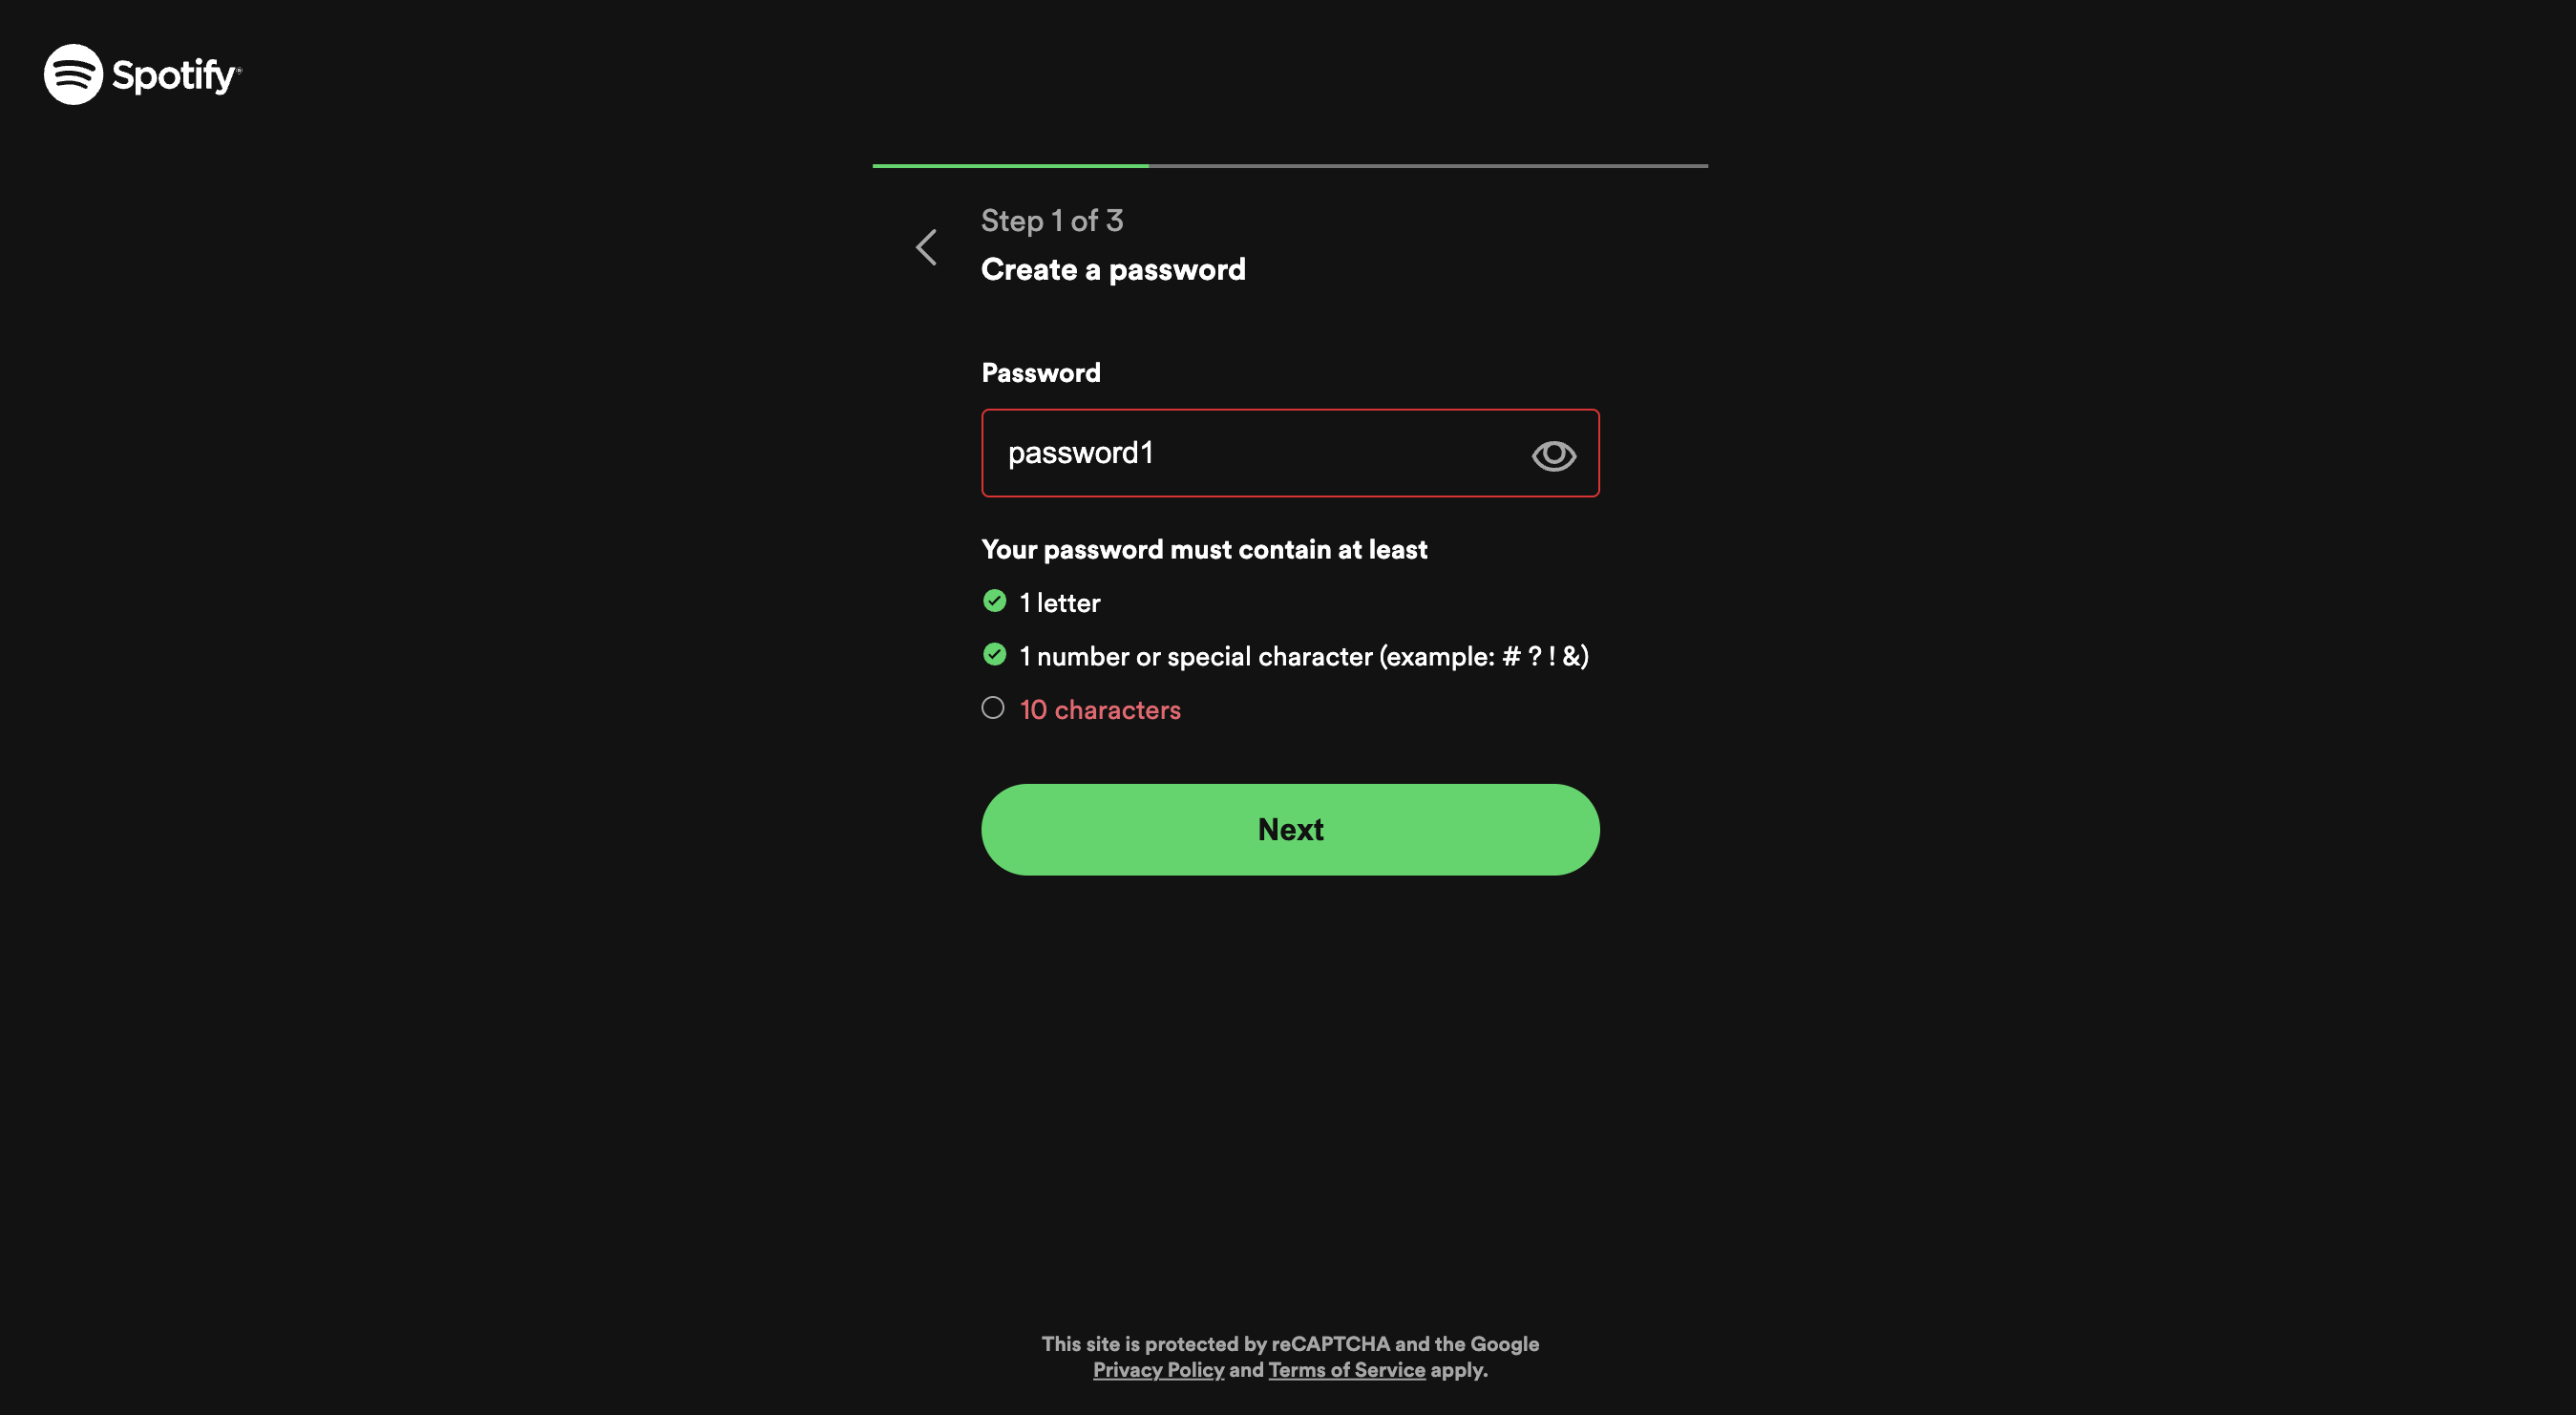 Spotify®
Step 1 of 3
Create a password
Password
password1
Your password must contain at least
1 letter
1 number or special character (example: # ? ! &)
10 characters
Next
This site is protected by reCAPTCHA and the Google
Privacy Policy and Terms of Service apply.